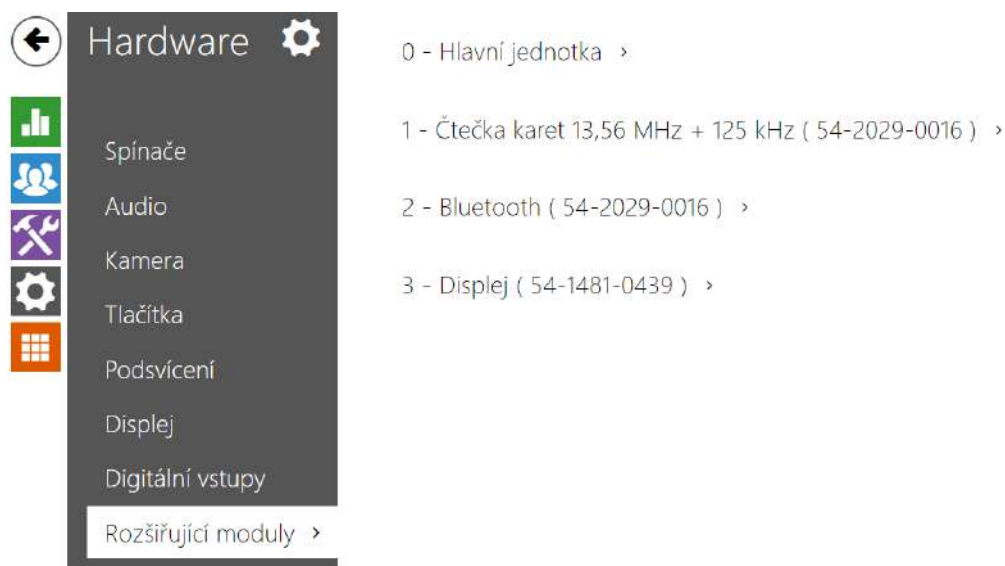 Hardware
Spínače
Audio
Kamera
Tlačítka
Podsvícení
Displej
Digitální vstupy
Rozšiřující moduly
0 - Hlavní jednotka
1 - Čtečka karet 13,56 MHz + 125 kHz ( 54-2029-0016 )
2 - Bluetooth ( 54-2029-0016 )
3 - Displej ( 54-1481-0439 )